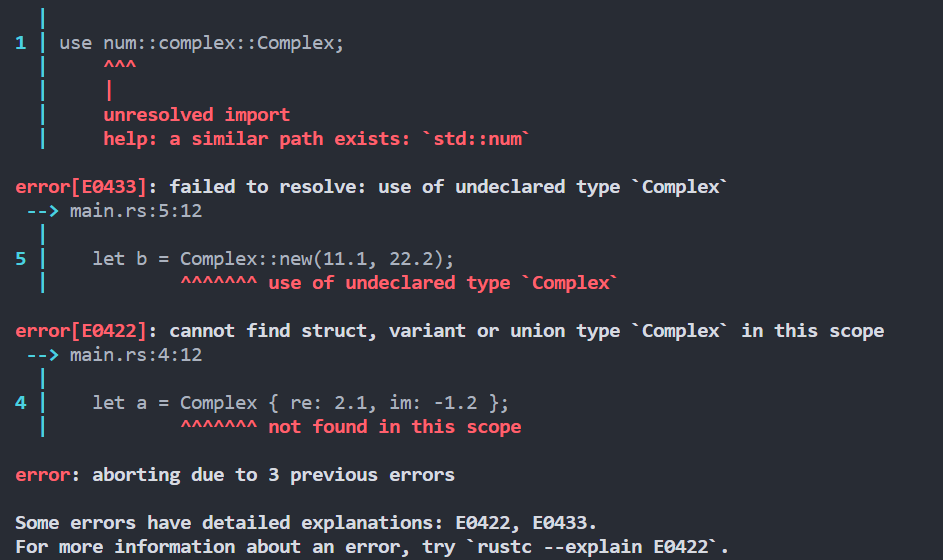 |
1 | use num::complex::Complex;
  |     ^^^
  |     |
  |     unresolved import
  |     help: a similar path exists: `std::num`
error[E0433]: failed to resolve: use of undeclared type `Complex`
 --> main.rs:5:12
  |
5 |    let b = Complex::new(11.1, 22.2);
  |            ^^^^^^^ use of undeclared type `Complex`
error[E0422]: cannot find struct, variant or union type `Complex` in this scope
 --> main.rs:4:12
  |
4 |    let a = Complex { re: 2.1, im: -1.2 };
  |            ^^^^^^^ not found in this scope
error: aborting due to 3 previous errors
Some errors have detailed explanations: E0422, E0433.
For more information about an error, try `rustc --explain E0422`.